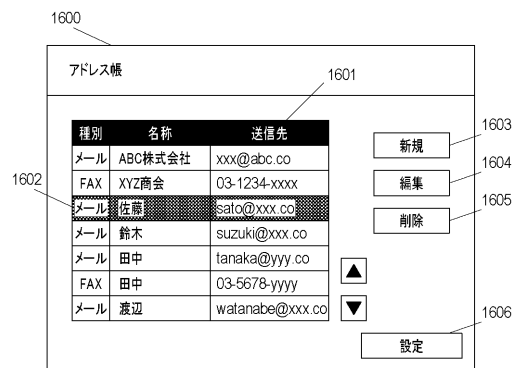 1600
アドレス帳
1601
種別 名称 送信先
メール ABC株式会社 xxx@abc.co
FAX XYZ商会 03-1234-xxxx
メール 佐藤 sato@xxx.co
メール 鈴木 suzuki@xxx.co
メール 田中 tanaka@yyy.co
FAX 田中 03-5678-yyyy
メール 渡辺 watanabe@xxx.co
1602
新規
1603
編集
1604
削除
1605
▲
▼
設定
1606